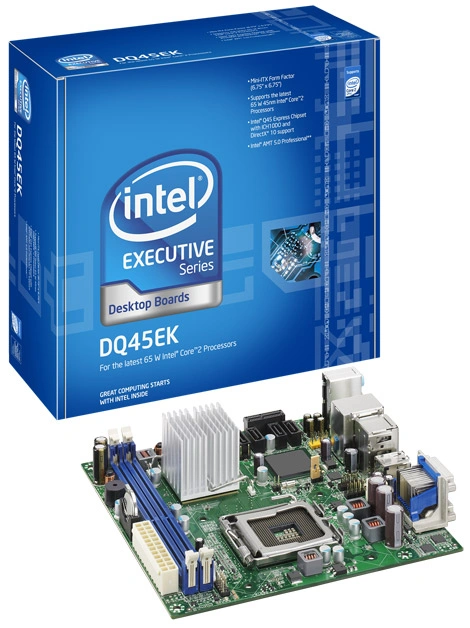 DQ45EK
• Mini-ITX Form Factor
(6.75" x 6.75")
• Supports the latest
65 W 45nm Intel® Core™2
Processors
• Intel® Q45 Express Chipset
with ICH10DO and
DirectX* 10 support
• Intel® AMT 5.0 Professional**
Supports
intel
intel
DQ45EK
intel®
EXECUTIVE
Series
Desktop Boards
DQ45EK
For the latest 65 W Intel® Core™2 Processors
GREAT COMPUTING STARTS
WITH INTEL INSIDE